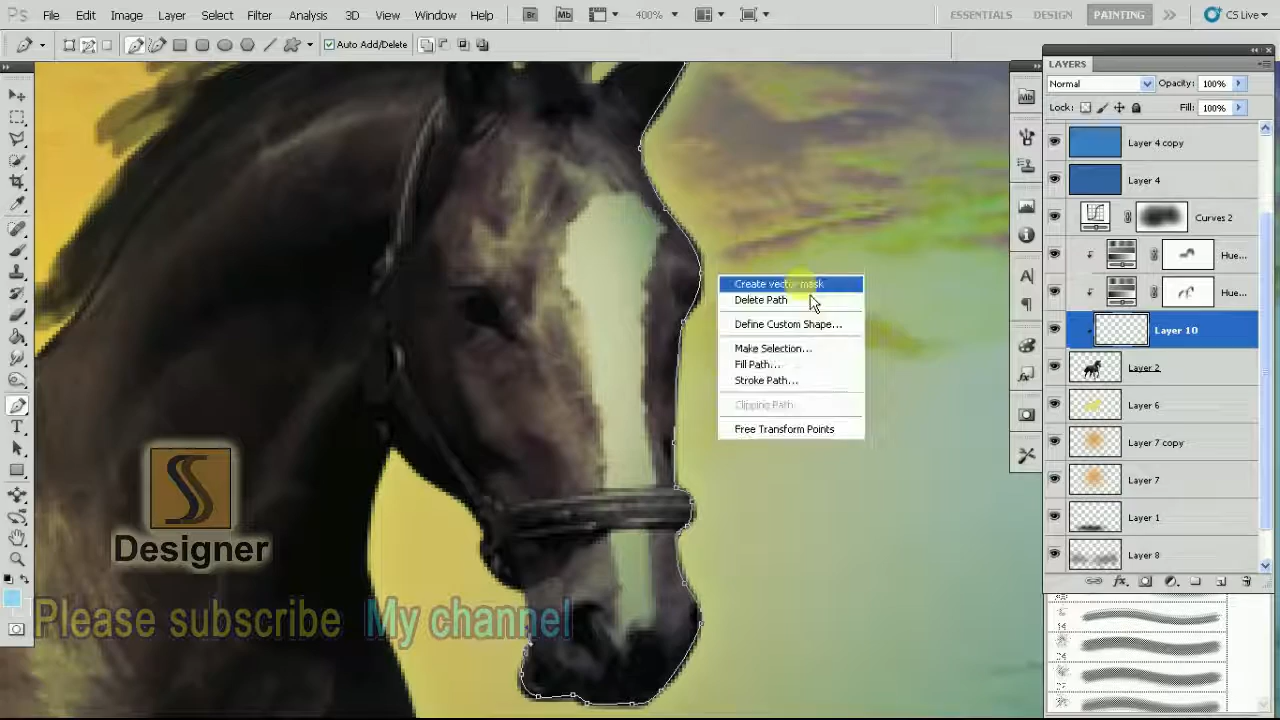 Ps File Edit Image Layer Select Filter Analysis 3D View Window Help Br Mb 400% ESSENTIALS DESIGN PAINTING CS Live
Auto Add/Delete
LAYERS
Normal Opacity: 100%
Lock: Fill: 100%
Layer 4 copy
Layer 4
Curves 2
Hue...
Hue...
Layer 10
Layer 2
Layer 6
Layer 7 copy
Layer 7
Layer 1
Layer 8
Mb
Create vector mask
Delete Path
Define Custom Shape...
Make Selection...
Fill Path...
Stroke Path...
Clipping Path
Free Transform Points
S
Designer
Please subscribe My channel